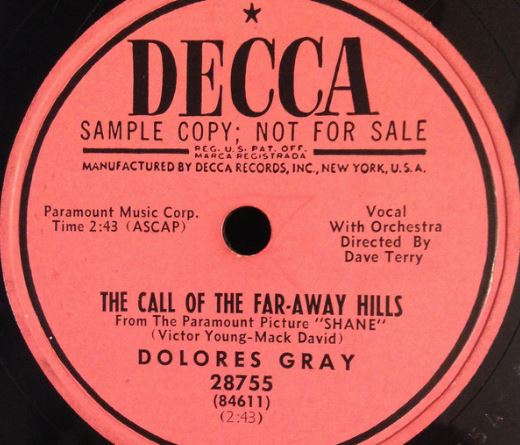 DECCA
SAMPLE COPY; NOT FOR SALE
REG. U.S. PAT. OFF.
MARCA REGISTRADA
MANUFACTURED BY DECCA RECORDS, INC., NEW YORK, U.S.A.
Paramount Music Corp.
Time 2:43 (ASCAP)
Vocal
With Orchestra
Directed By
Dave Terry
THE CALL OF THE FAR-AWAY HILLS
From The Paramount Picture "SHANE"
(Victor Young-Mack David)
DOLORES GRAY
28755
(84611)
(2:43)